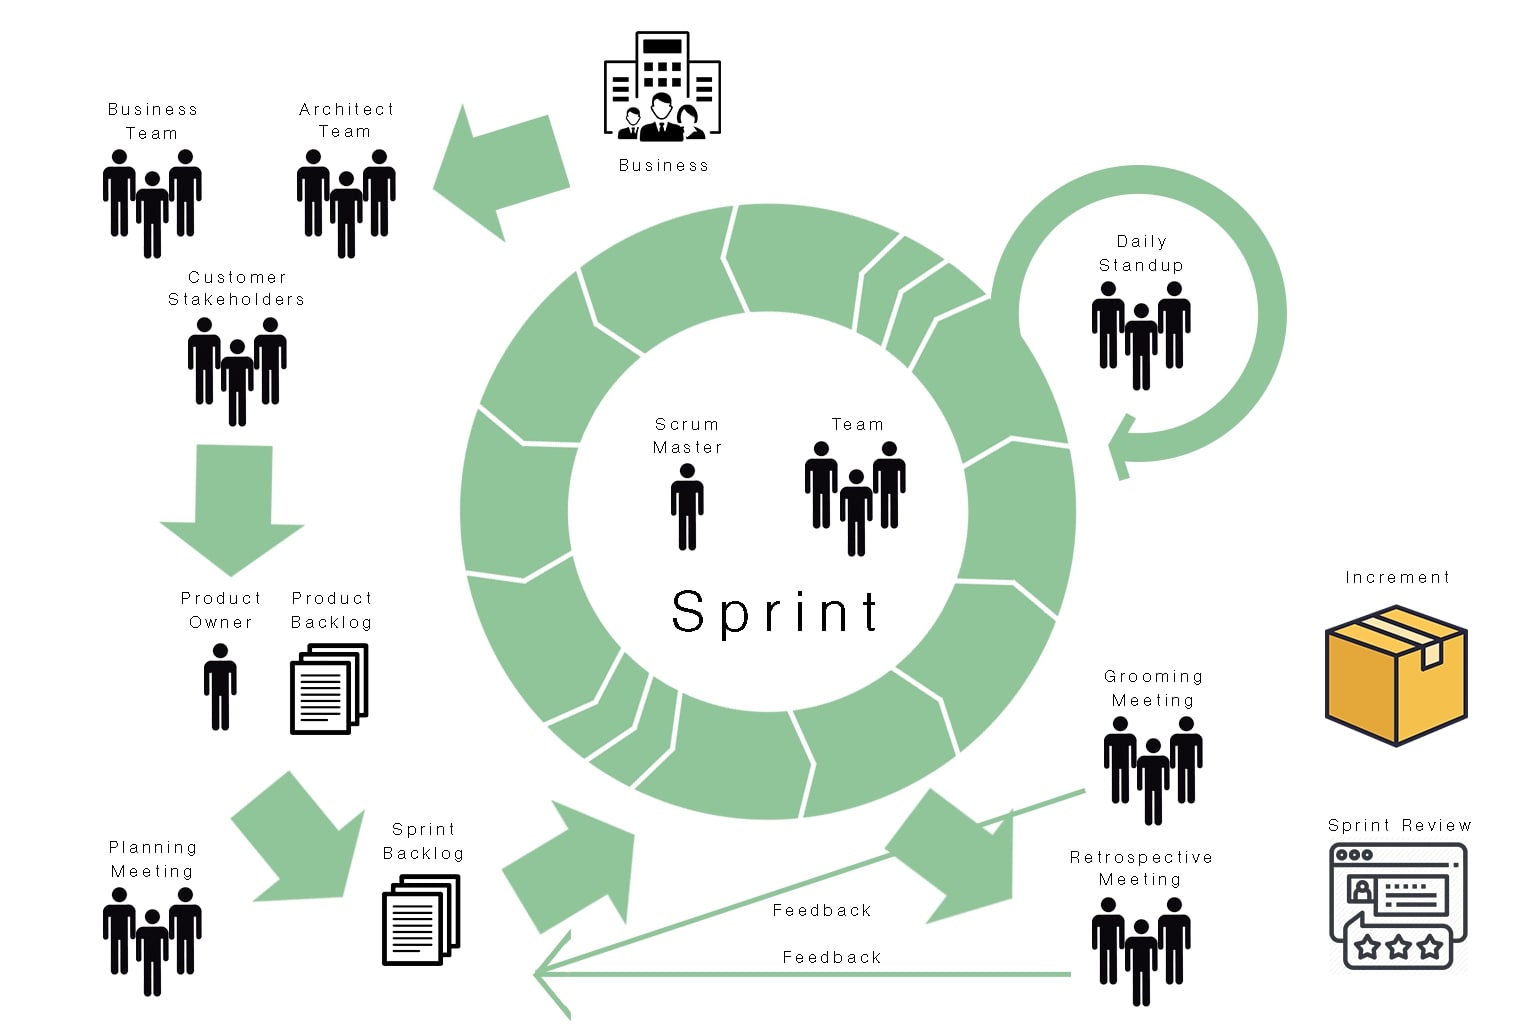 Business
Business
Team
Architect
Team
Customer
Stakeholders
Daily
Standup
Scrum
Master
Team
Sprint
Product
Owner
Product
Backlog
Increment
Grooming
Meeting
Planning
Meeting
Sprint
Backlog
Sprint Review
Retrospective
Meeting
Feedback
Feedback